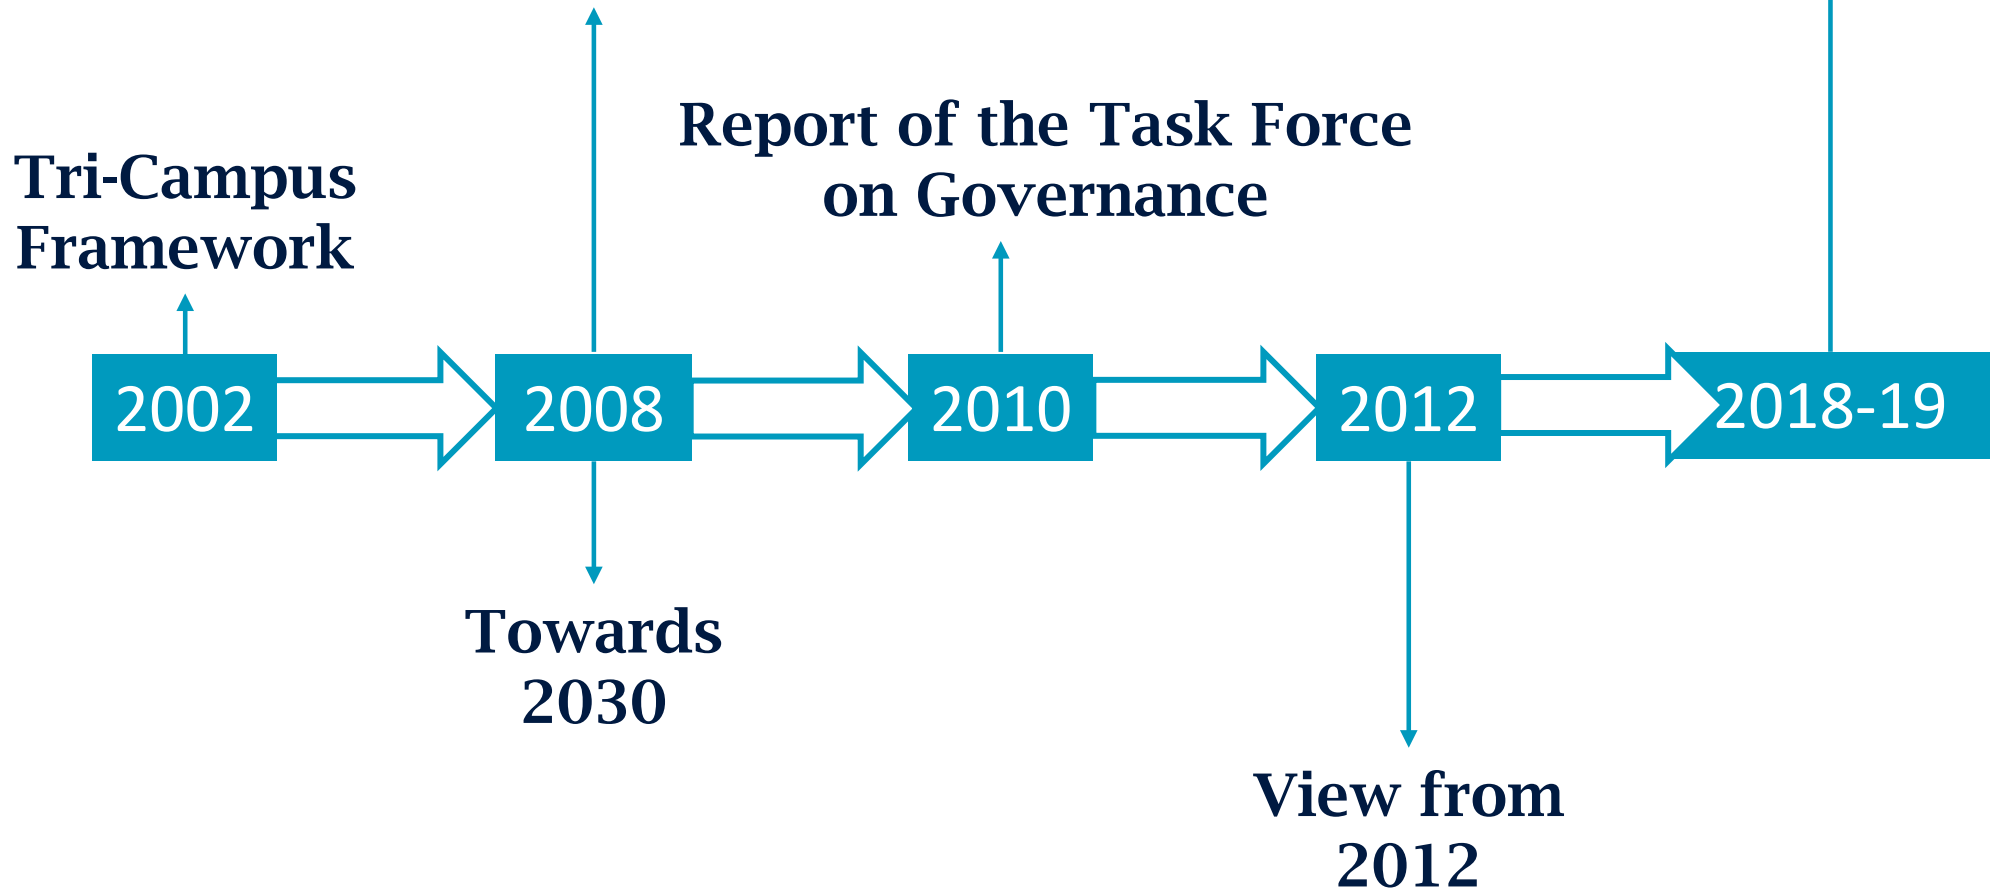 Report of the Task Force
on Governance
Tri-Campus
Framework
2002
2008
2010
2012
2018-19
Towards
2030
View from
2012